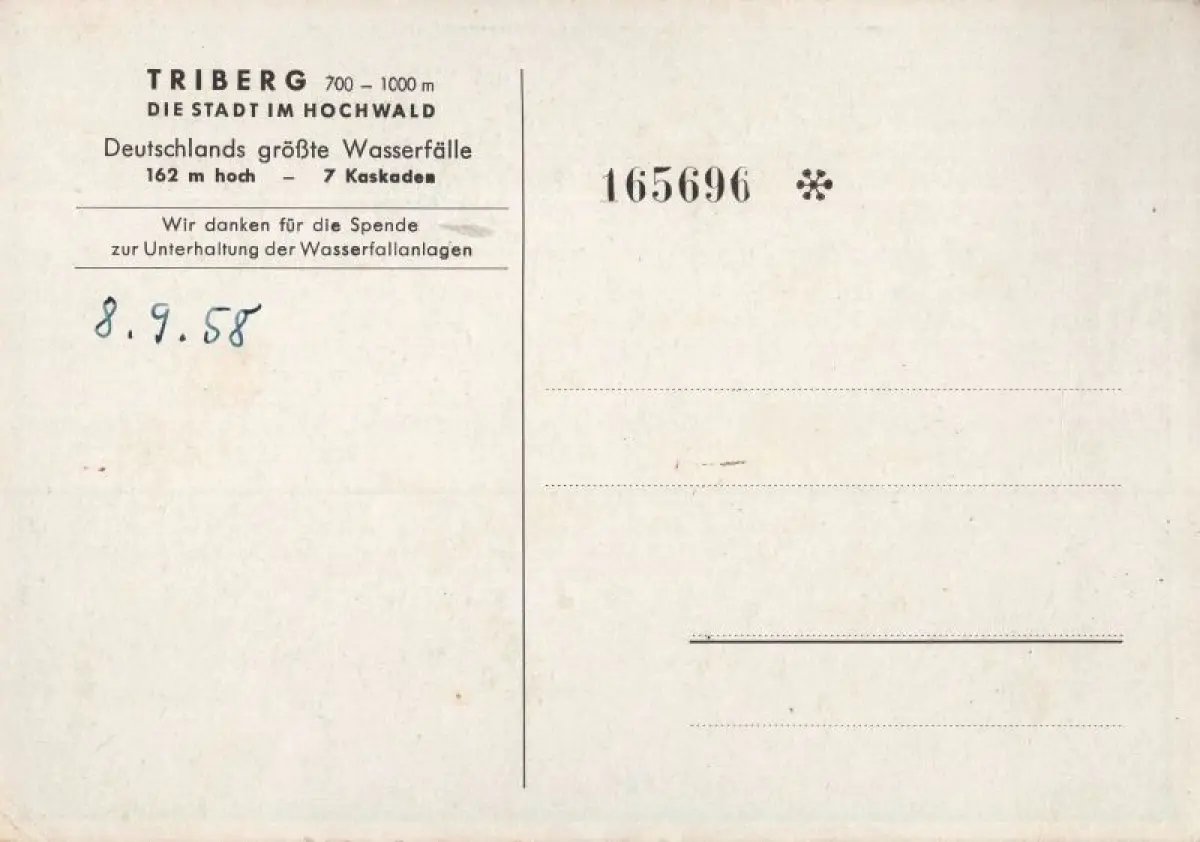 TRIBERG 700 – 1000 m
DIE STADT IM HOCHWALD
Deutschlands größte Wasserfälle
162 m hoch – 7 Kaskaden
Wir danken für die Spende
zur Unterhaltung der Wasserfallanlagen
8.9.58
165696 *